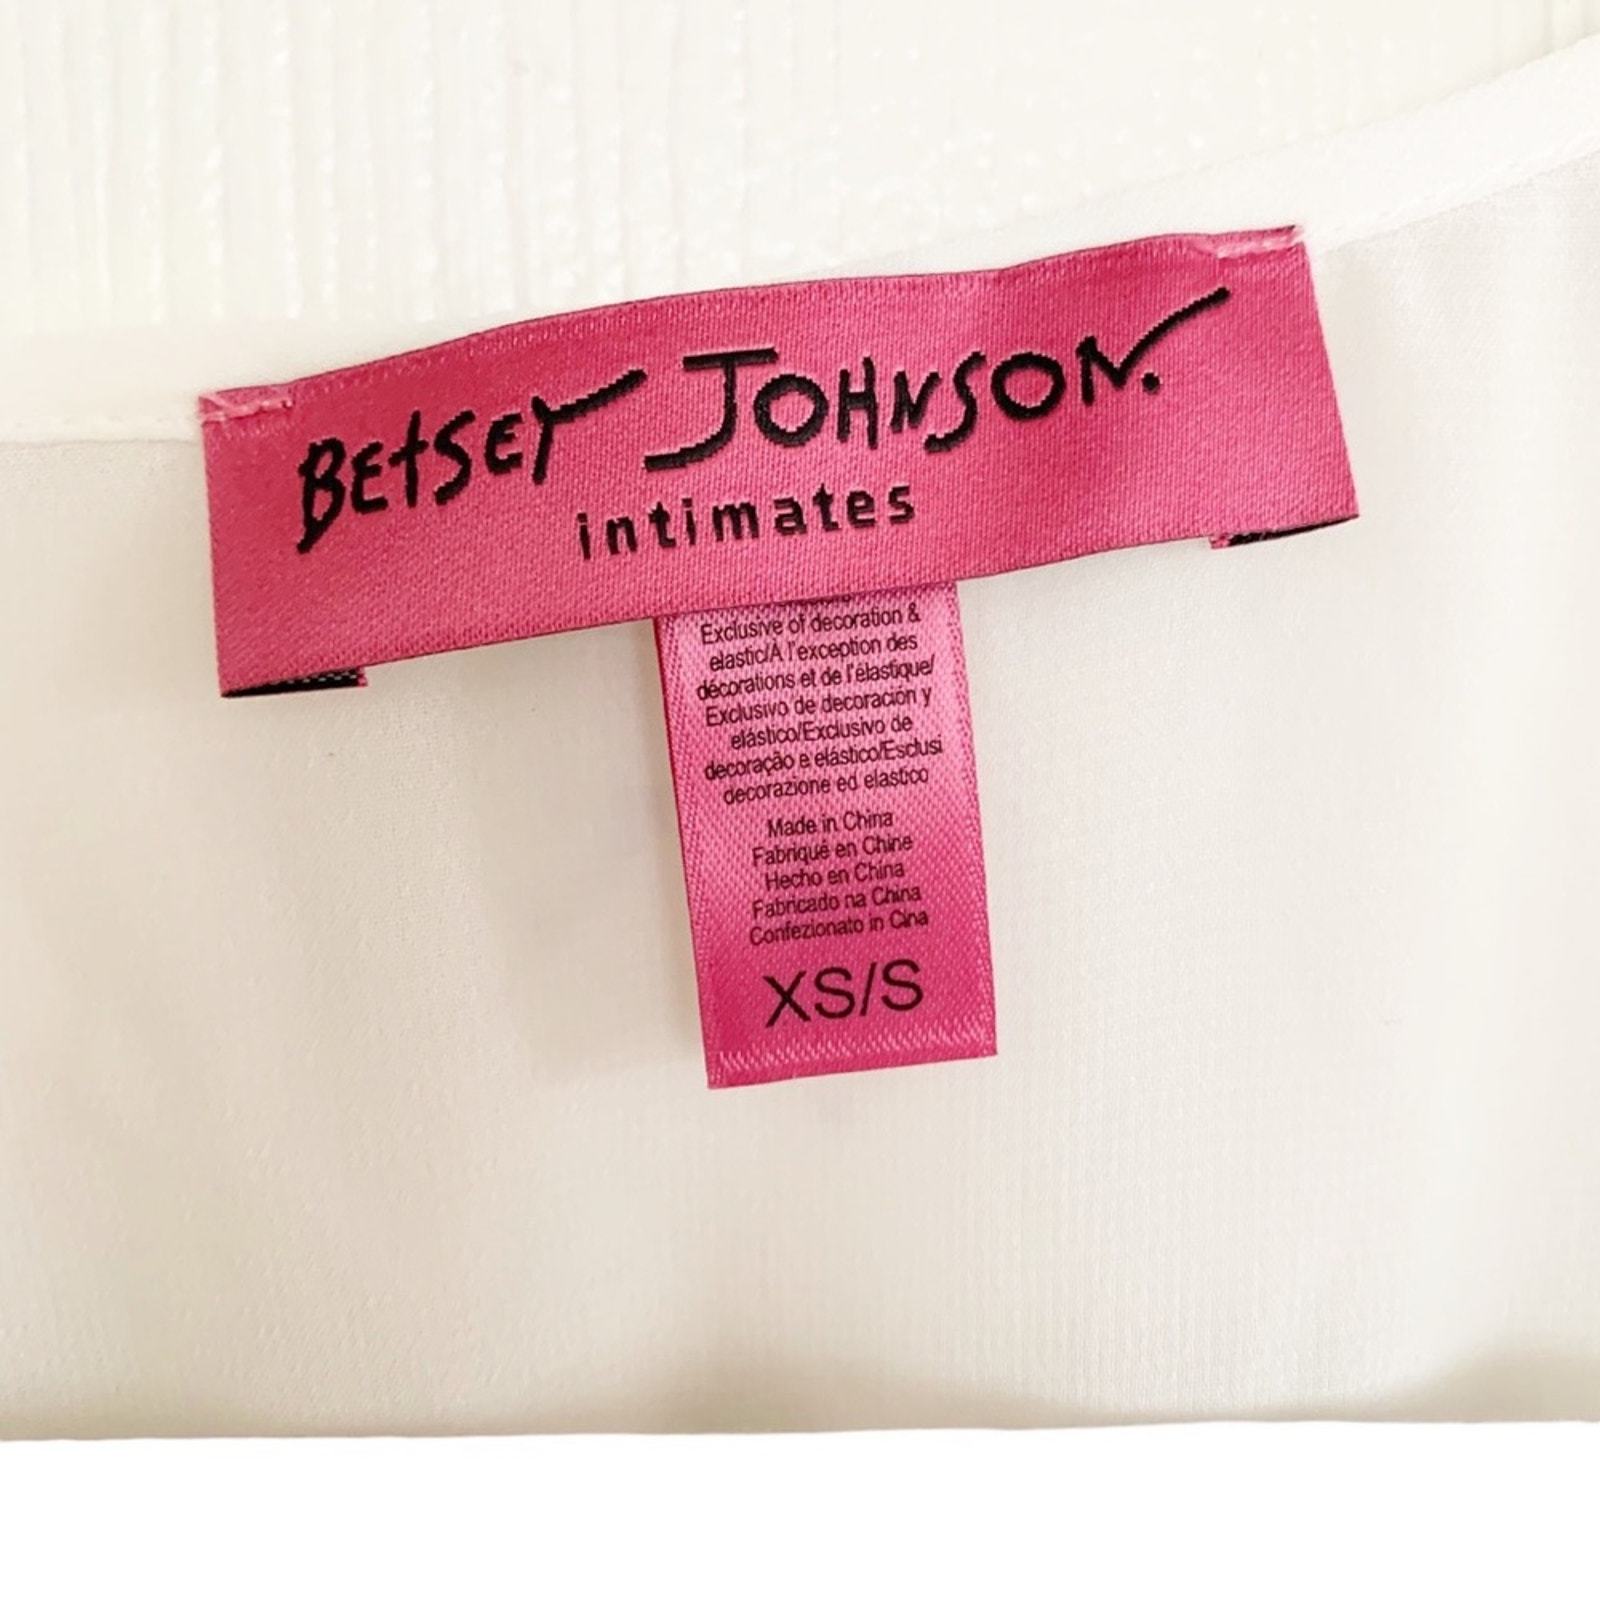 BETSEY JOHNSON.
intimates
Exclusive of decoration &
elastic/A l'exception des
décorations et de l'élastique/
Exclusivo de decoración y
elástico/Exclusivo de
decoração e elástico/Esclusi
decorazione ed elastico
Made in China
Fabriqué en Chine
Hecho en China
Fabricado na China
Confezionato in Cina
XS/S